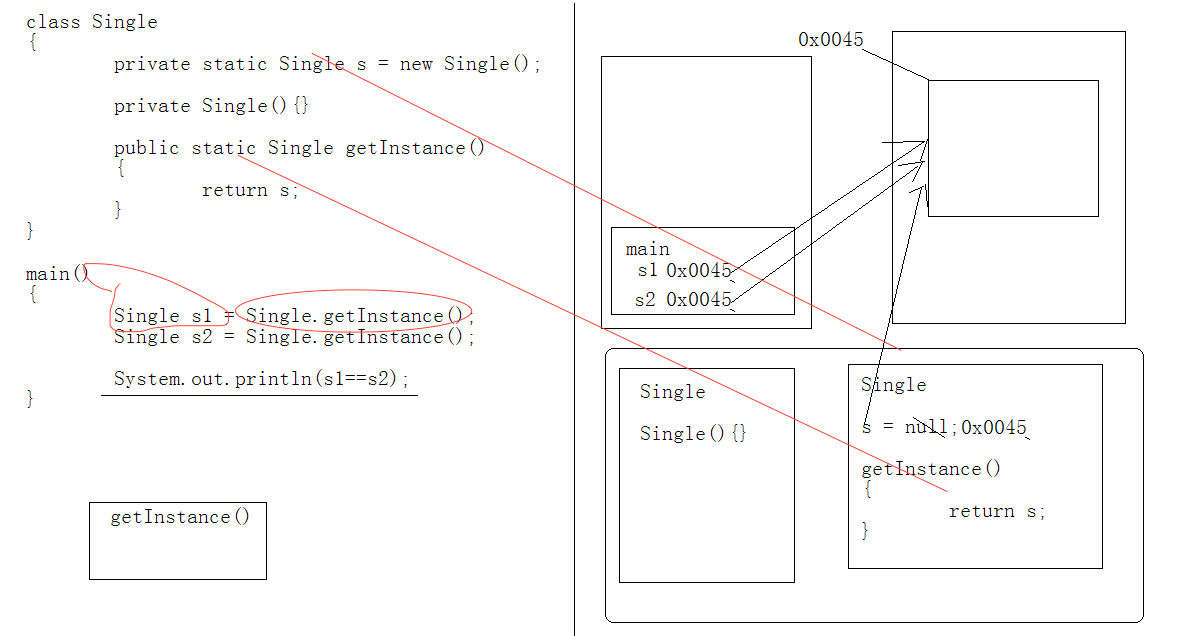 class Single
{
private static Single s = new Single();
private Single(){}
public static Single getInstance()
{
return s;
}
}
main()
{
Single s1 = Single.getInstance();
Single s2 = Single.getInstance();
System.out.println(s1==s2);
}
getInstance()
0x0045
main
s1 0x0045
s2 0x0045
Single
Single(){}
Single
s = null;0x0045
getInstance()
{
return s;
}